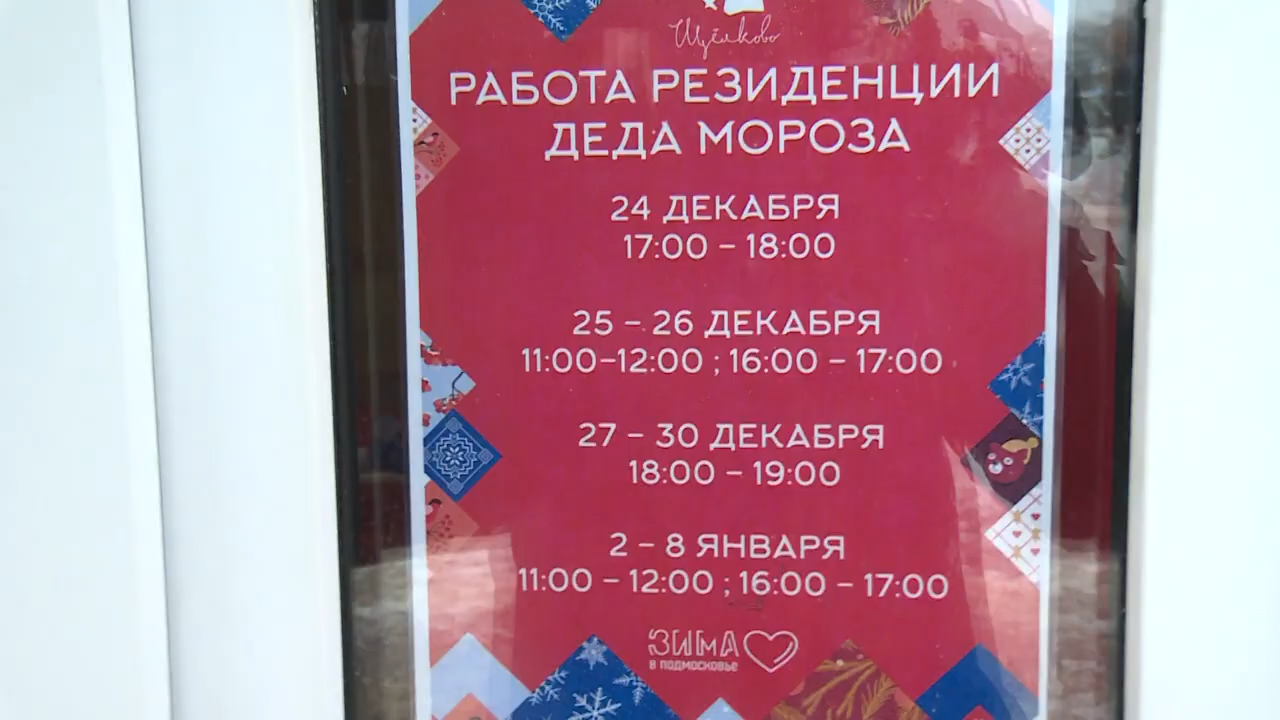 Щёлково
РАБОТА РЕЗИДЕНЦИИ
ДЕДА МОРОЗА
24 ДЕКАБРЯ
17:00 – 18:00
25 – 26 ДЕКАБРЯ
11:00–12:00 ; 16:00 – 17:00
27 – 30 ДЕКАБРЯ
18:00 – 19:00
2 – 8 ЯНВАРЯ
11:00 – 12:00 ; 16:00 – 17:00
ЗИМА
В ПОДМОСКОВЬЕ